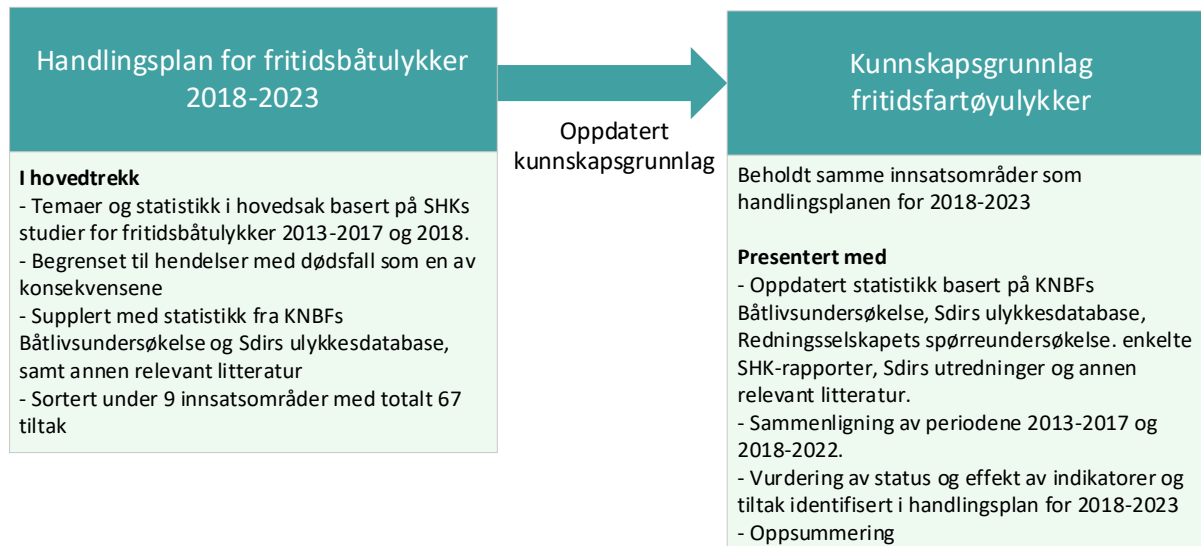 Handlingsplan for fritidsbåtulykker
2018-2023
I hovedtrekk
- Temaer og statistikk i hovedsak basert på SHKs
studier for fritidsbåtulykker 2013-2017 og 2018.
- Begrenset til hendelser med dødsfall som en av
konsekvensene
- Supplert med statistikk fra KNBFs
Båtlivsundersøkelse og Sdirs ulykkesdatabase,
samt annen relevant litteratur
- Sortert under 9 innsatsområder med totalt 67
tiltak
Oppdatert
kunnskapsgrunnlag
Kunnskapsgrunnlag
fritidsfartøyulykker
Beholdt samme innsatsområder som
handlingsplanen for 2018-2023
Presentert med
- Oppdatert statistikk basert på KNBFs
Båtlivsundersøkelse, Sdirs ulykkesdatabase,
Redningsselskapets spørreundersøkelse. enkelte
SHK-rapporter, Sdirs utredninger og annen
relevant litteratur.
- Sammenligning av periodene 2013-2017 og
2018-2022.
- Vurdering av status og effekt av indikatorer og
tiltak identifisert i handlingsplan for 2018-2023
- Oppsummering